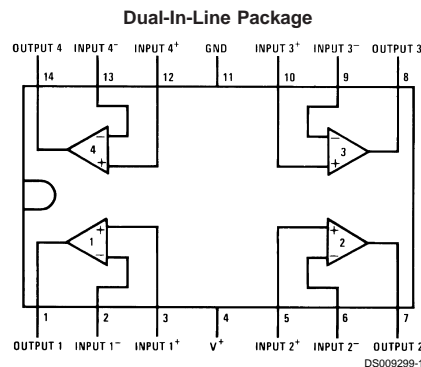 Dual-In-Line Package
OUTPUT 4 INPUT 4⁻ INPUT 4⁺ GND INPUT 3⁺ INPUT 3⁻ OUTPUT 3
14 13 12 11 10 9 8
− −
4 3
+ +
+ +
1 2
− −
1 2 3 4 5 6 7
OUTPUT 1 INPUT 1⁻ INPUT 1⁺ V⁺ INPUT 2⁺ INPUT 2⁻ OUTPUT 2
DS009299-1